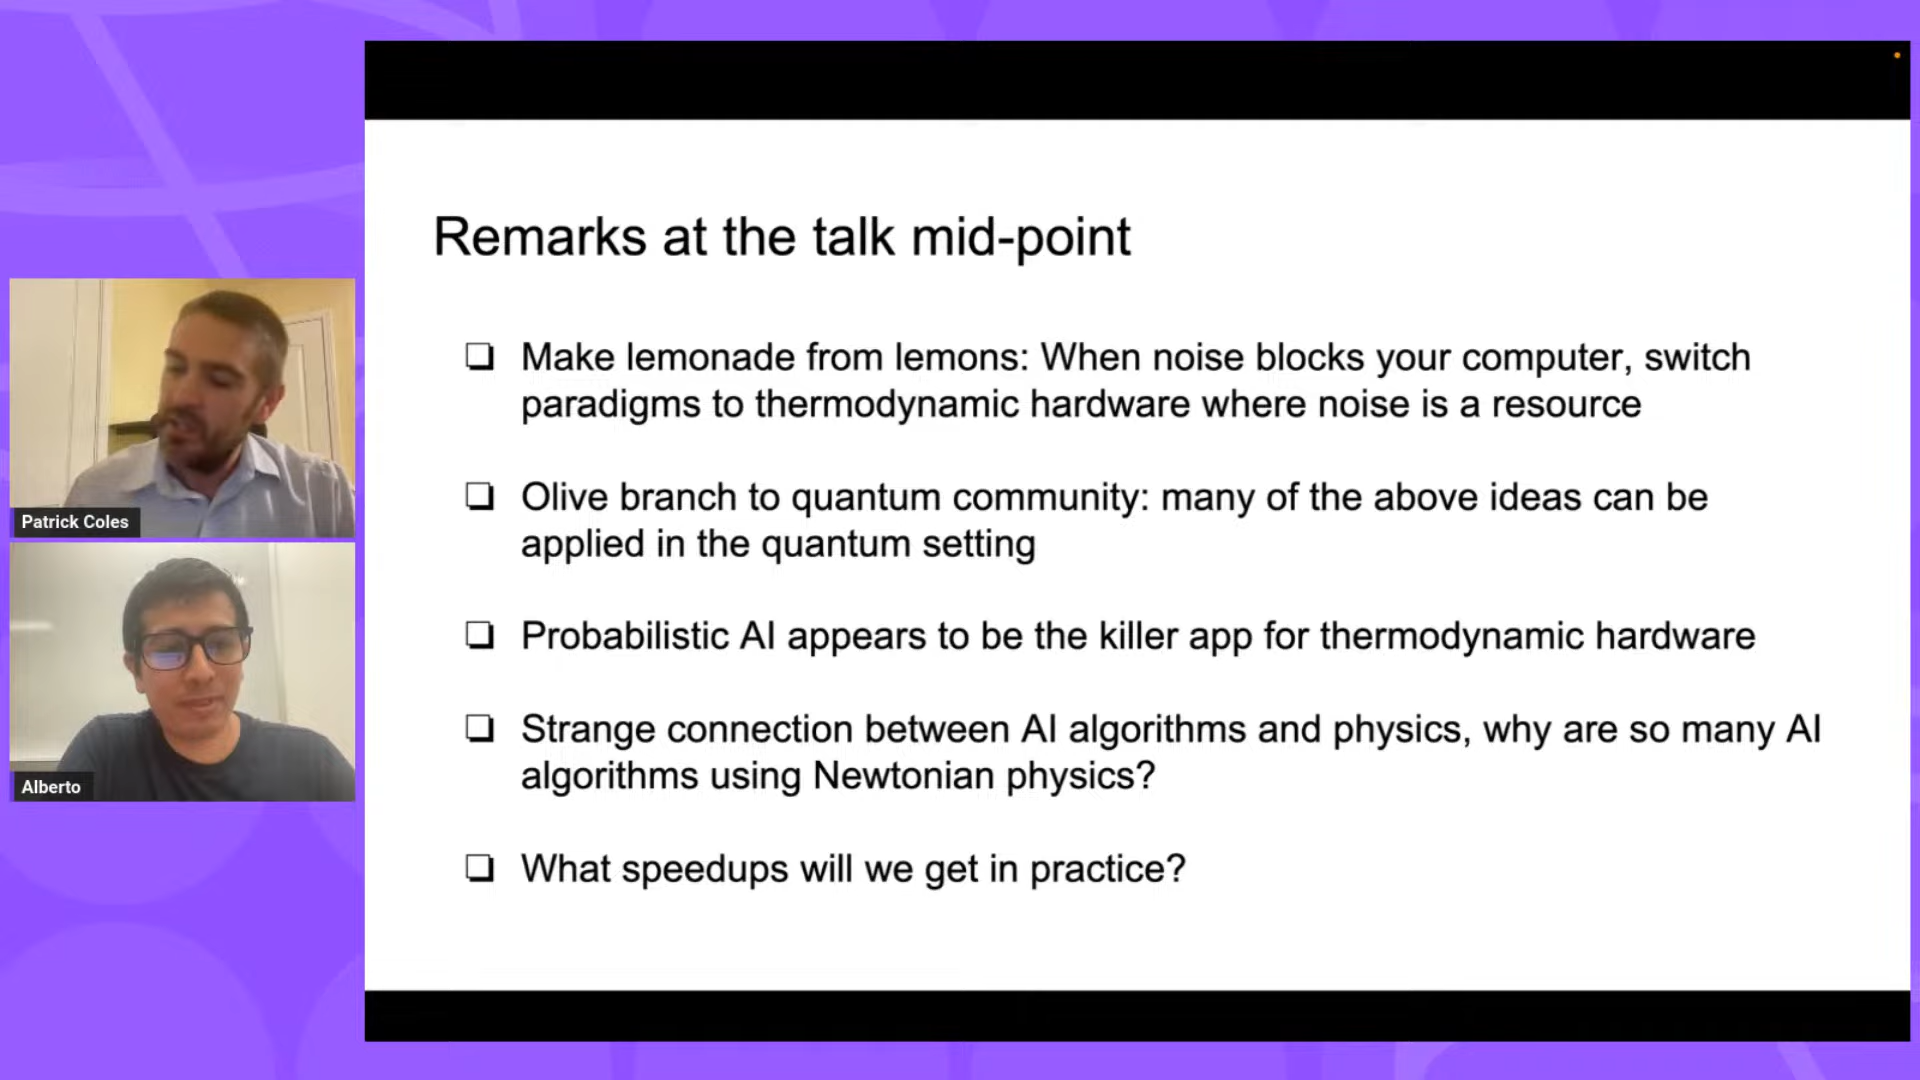 Remarks at the talk mid-point
❏ Make lemonade from lemons: When noise blocks your computer, switch
paradigms to thermodynamic hardware where noise is a resource
❏ Olive branch to quantum community: many of the above ideas can be
applied in the quantum setting
❏ Probabilistic AI appears to be the killer app for thermodynamic hardware
❏ Strange connection between AI algorithms and physics, why are so many AI
algorithms using Newtonian physics?
❏ What speedups will we get in practice?
Patrick Coles
Alberto